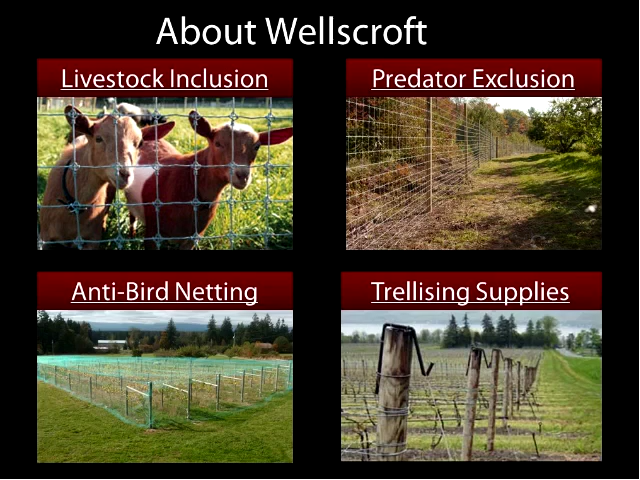 About Wellscroft
Livestock Inclusion
Predator Exclusion
Anti-Bird Netting
Trellising Supplies